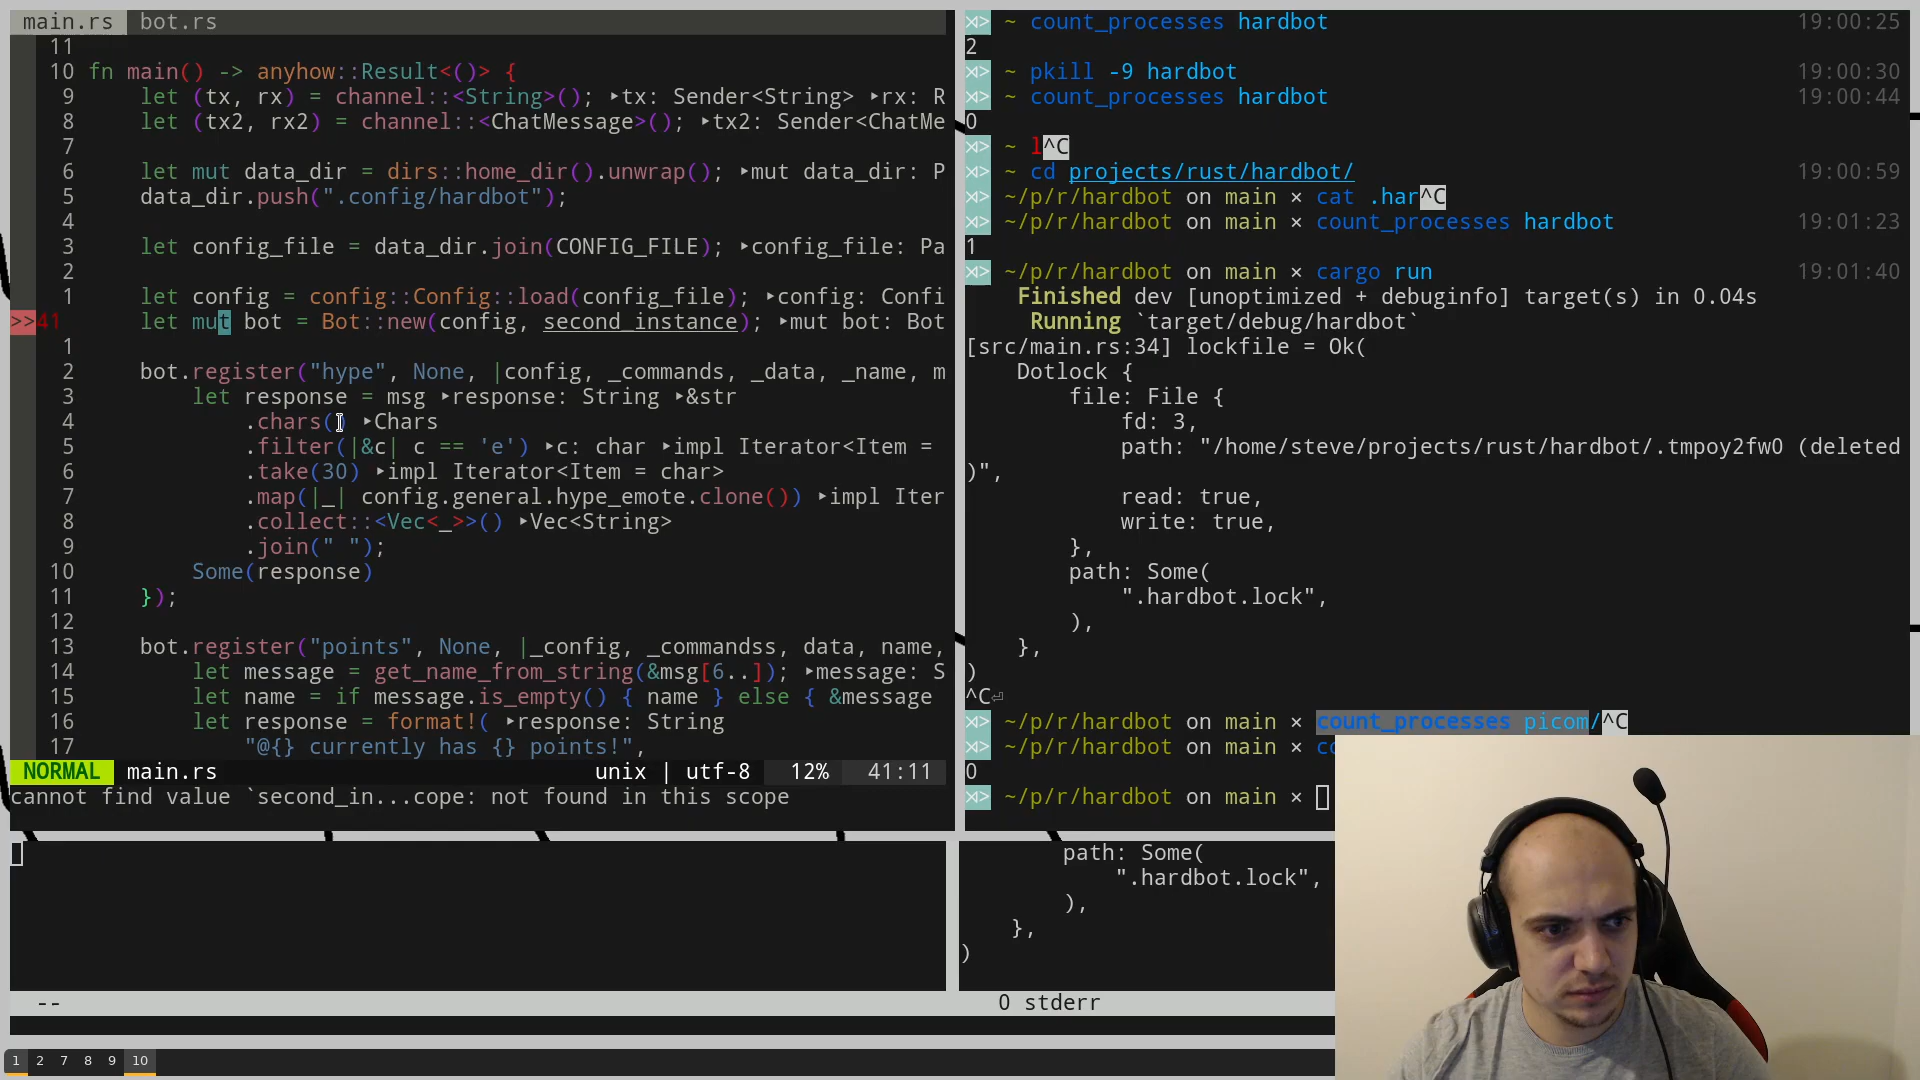 main.rs bot.rs
11
10 fn main() -> anyhow::Result<()> {
9 let (tx, rx) = channel::<String>(); ▸tx: Sender<String> ▸rx: R
8 let (tx2, rx2) = channel::<ChatMessage>(); ▸tx2: Sender<ChatMe
7
6 let mut data_dir = dirs::home_dir().unwrap(); ▸mut data_dir: P
5 data_dir.push(".config/hardbot");
4
3 let config_file = data_dir.join(CONFIG_FILE); ▸config_file: Pa
2
1 let config = config::Config::load(config_file); ▸config: Confi
>>41 let mut bot = Bot::new(config, second_instance); ▸mut bot: Bot
1
2 bot.register("hype", None, |config, _commands, _data, _name, m
3 let response = msg ▸response: String ▸&str
4 .chars() ▸Chars
5 .filter(|&c| c == 'e') ▸c: char ▸impl Iterator<Item =
6 .take(30) ▸impl Iterator<Item = char>
7 .map(|_| config.general.hype_emote.clone()) ▸impl Iter
8 .collect::<Vec<_>>() ▸Vec<String>
9 .join(" ");
10 Some(response)
11 });
12
13 bot.register("points", None, |_config, _commandss, data, name,
14 let message = get_name_from_string(&msg[6..]); ▸message: S
15 let name = if message.is_empty() { name } else { &message
16 let response = format!( ▸response: String
17 "@{} currently has {} points!",
NORMAL main.rs unix | utf-8 12% 41:11
cannot find value `second_in...cope: not found in this scope
~ count_processes hardbot 19:00:25
2
~ pkill -9 hardbot 19:00:30
~ count_processes hardbot 19:00:44
0
~ l^C
~ cd projects/rust/hardbot/ 19:00:59
~/p/r/hardbot on main × cat .har^C
~/p/r/hardbot on main × count_processes hardbot 19:01:23
1
~/p/r/hardbot on main × cargo run 19:01:40
Finished dev [unoptimized + debuginfo] target(s) in 0.04s
Running `target/debug/hardbot`
[src/main.rs:34] lockfile = Ok(
Dotlock {
file: File {
fd: 3,
path: "/home/steve/projects/rust/hardbot/.tmpoy2fwO (deleted
)",
read: true,
write: true,
},
path: Some(
".hardbot.lock",
),
},
)
^C⏎
~/p/r/hardbot on main × count_processes picom/^C
~/p/r/hardbot on main × co
0
~/p/r/hardbot on main ×
path: Some(
".hardbot.lock",
),
},
)
--
0 stderr
1 2 7 8 9 10